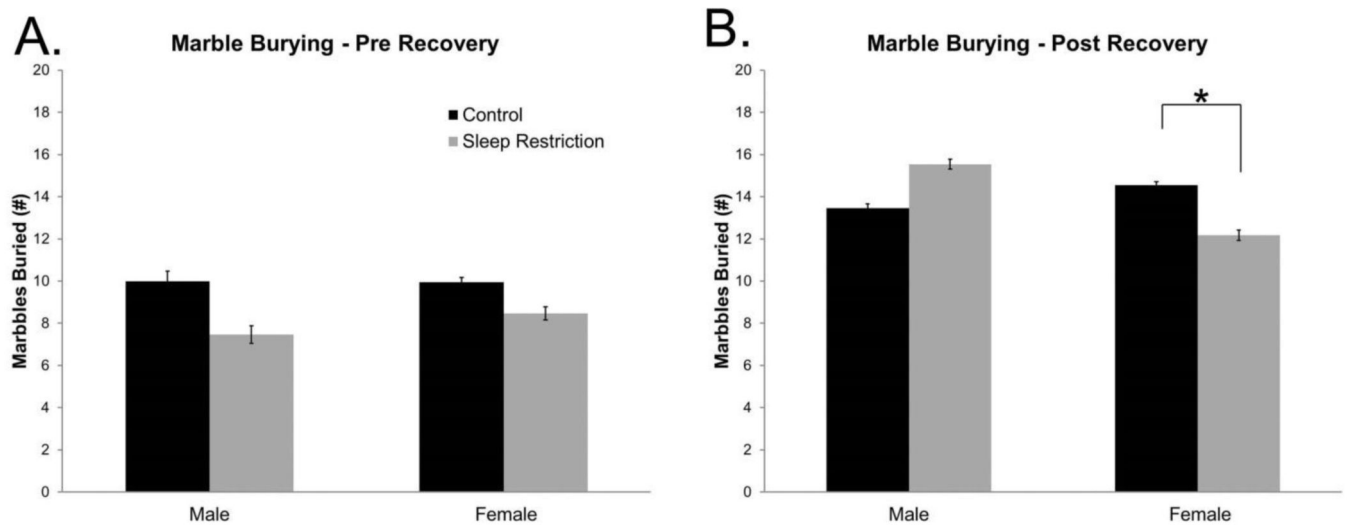 A.
Marble Burying - Pre Recovery
Marbbles Buried (#)
20
18
16
14
12
10
8
6
4
2
0
Control
Sleep Restriction
Male
Female
B.
Marble Burying - Post Recovery
Marbbles Buried (#)
20
18
16
14
12
10
8
6
4
2
0
*
Male
Female